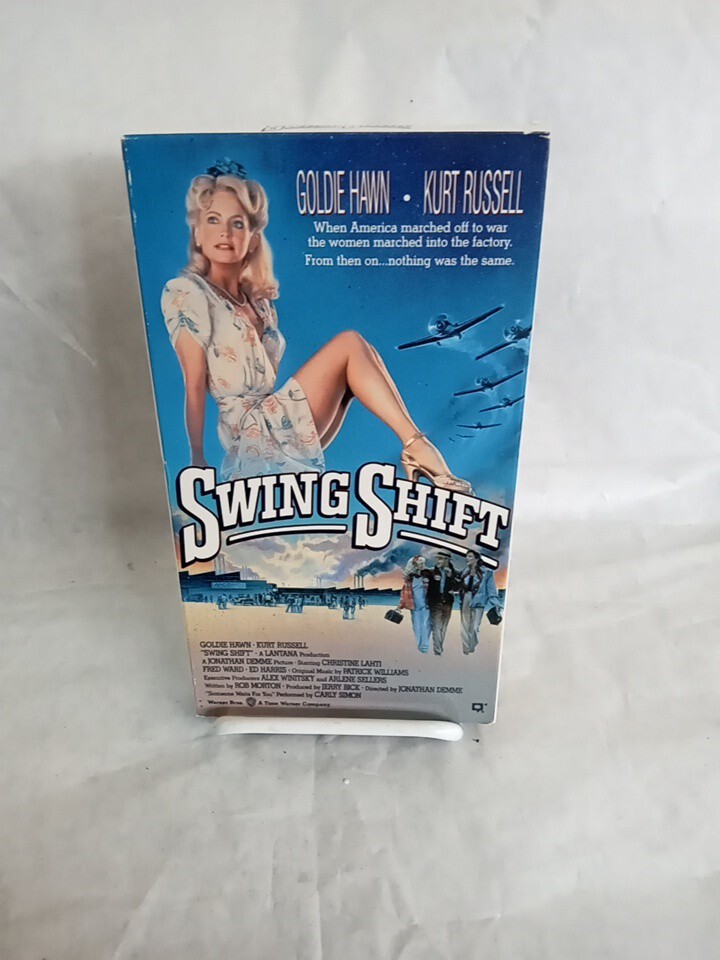 GOLDIE HAWN • KURT RUSSELL
When America marched off to war
the women marched into the factory.
From then on...nothing was the same.
SWING SHIFT
GOLDIE HAWN • KURT RUSSELL
"SWING SHIFT" • A LANTANA Production
A JONATHAN DEMME Picture • Starring CHRISTINE LAHTI
FRED WARD • ED HARRIS • Original Music by PATRICK WILLIAMS
Executive Producers ALEX WINITSKY and ARLENE SELLERS
Written by ROB MORTON • Produced by JERRY BICK • Directed by JONATHAN DEMME
"Someone Waits For You" Performed by CARLY SIMON
Warner Bros. A Time Warner Company